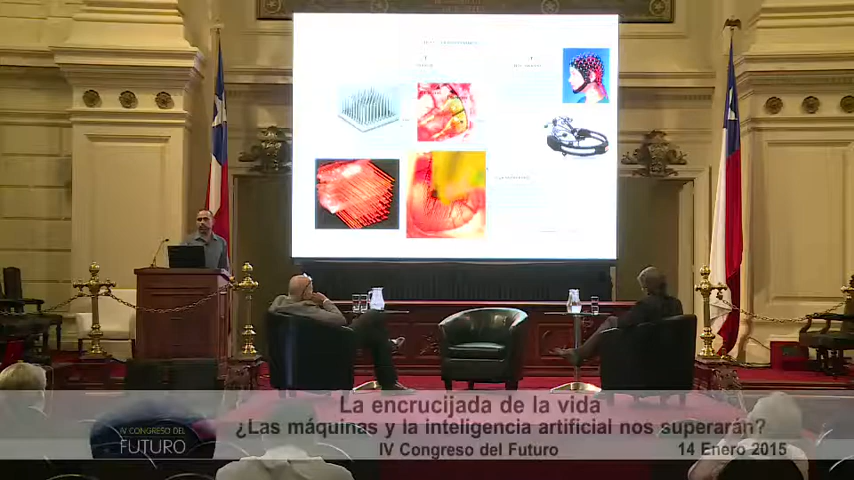 La encrucijada de la vida
¿Las máquinas y la inteligencia artificial nos superarán?
IV CONGRESO DEL
FUTURO
IV Congreso del Futuro
14 Enero 2015